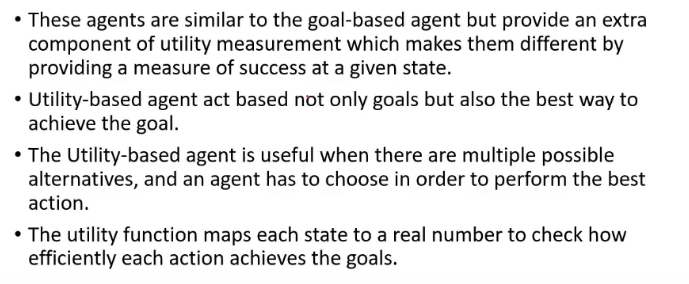 • These agents are similar to the goal-based agent but provide an extra
component of utility measurement which makes them different by
providing a measure of success at a given state.
• Utility-based agent act based not only goals but also the best way to
achieve the goal.
• The Utility-based agent is useful when there are multiple possible
alternatives, and an agent has to choose in order to perform the best
action.
• The utility function maps each state to a real number to check how
efficiently each action achieves the goals.